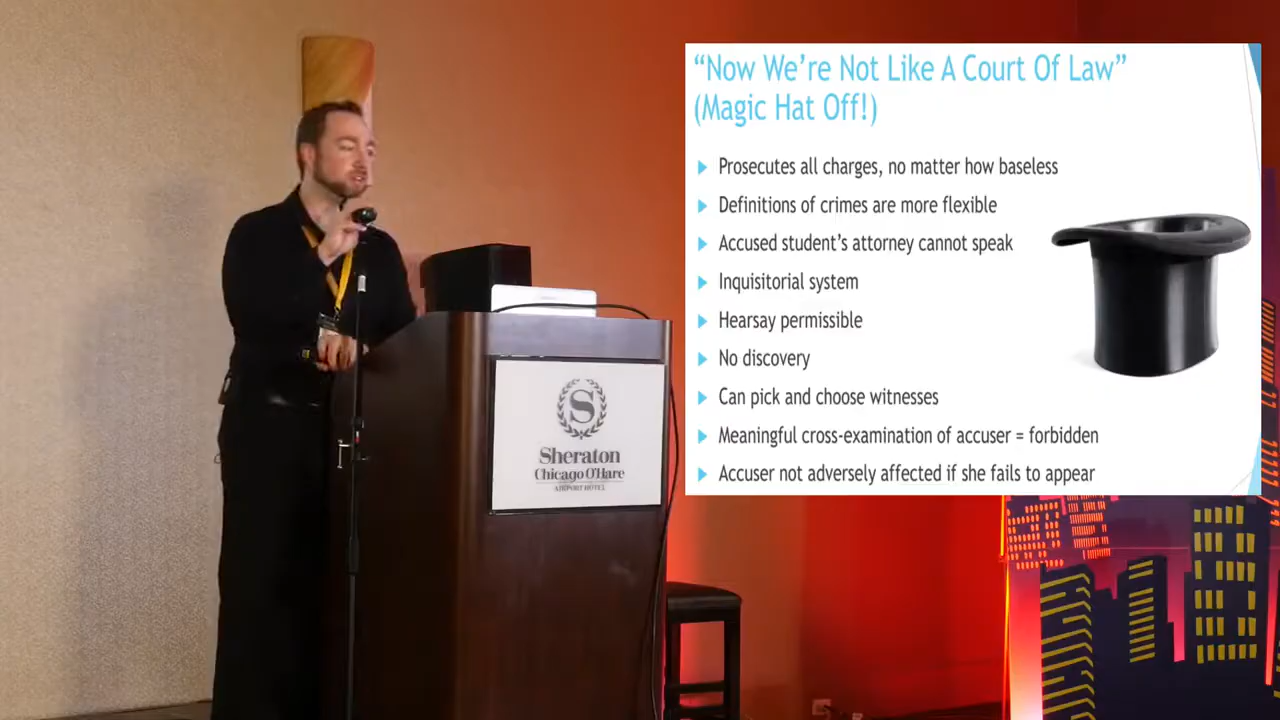 “Now We’re Not Like A Court Of Law”
(Magic Hat Off!)
Prosecutes all charges, no matter how baseless
Definitions of crimes are more flexible
Accused student’s attorney cannot speak
Inquisitorial system
Hearsay permissible
No discovery
Can pick and choose witnesses
Meaningful cross-examination of accuser = forbidden
Accuser not adversely affected if she fails to appear
S
Sheraton
Chicago O'Hare
AIRPORT HOTEL